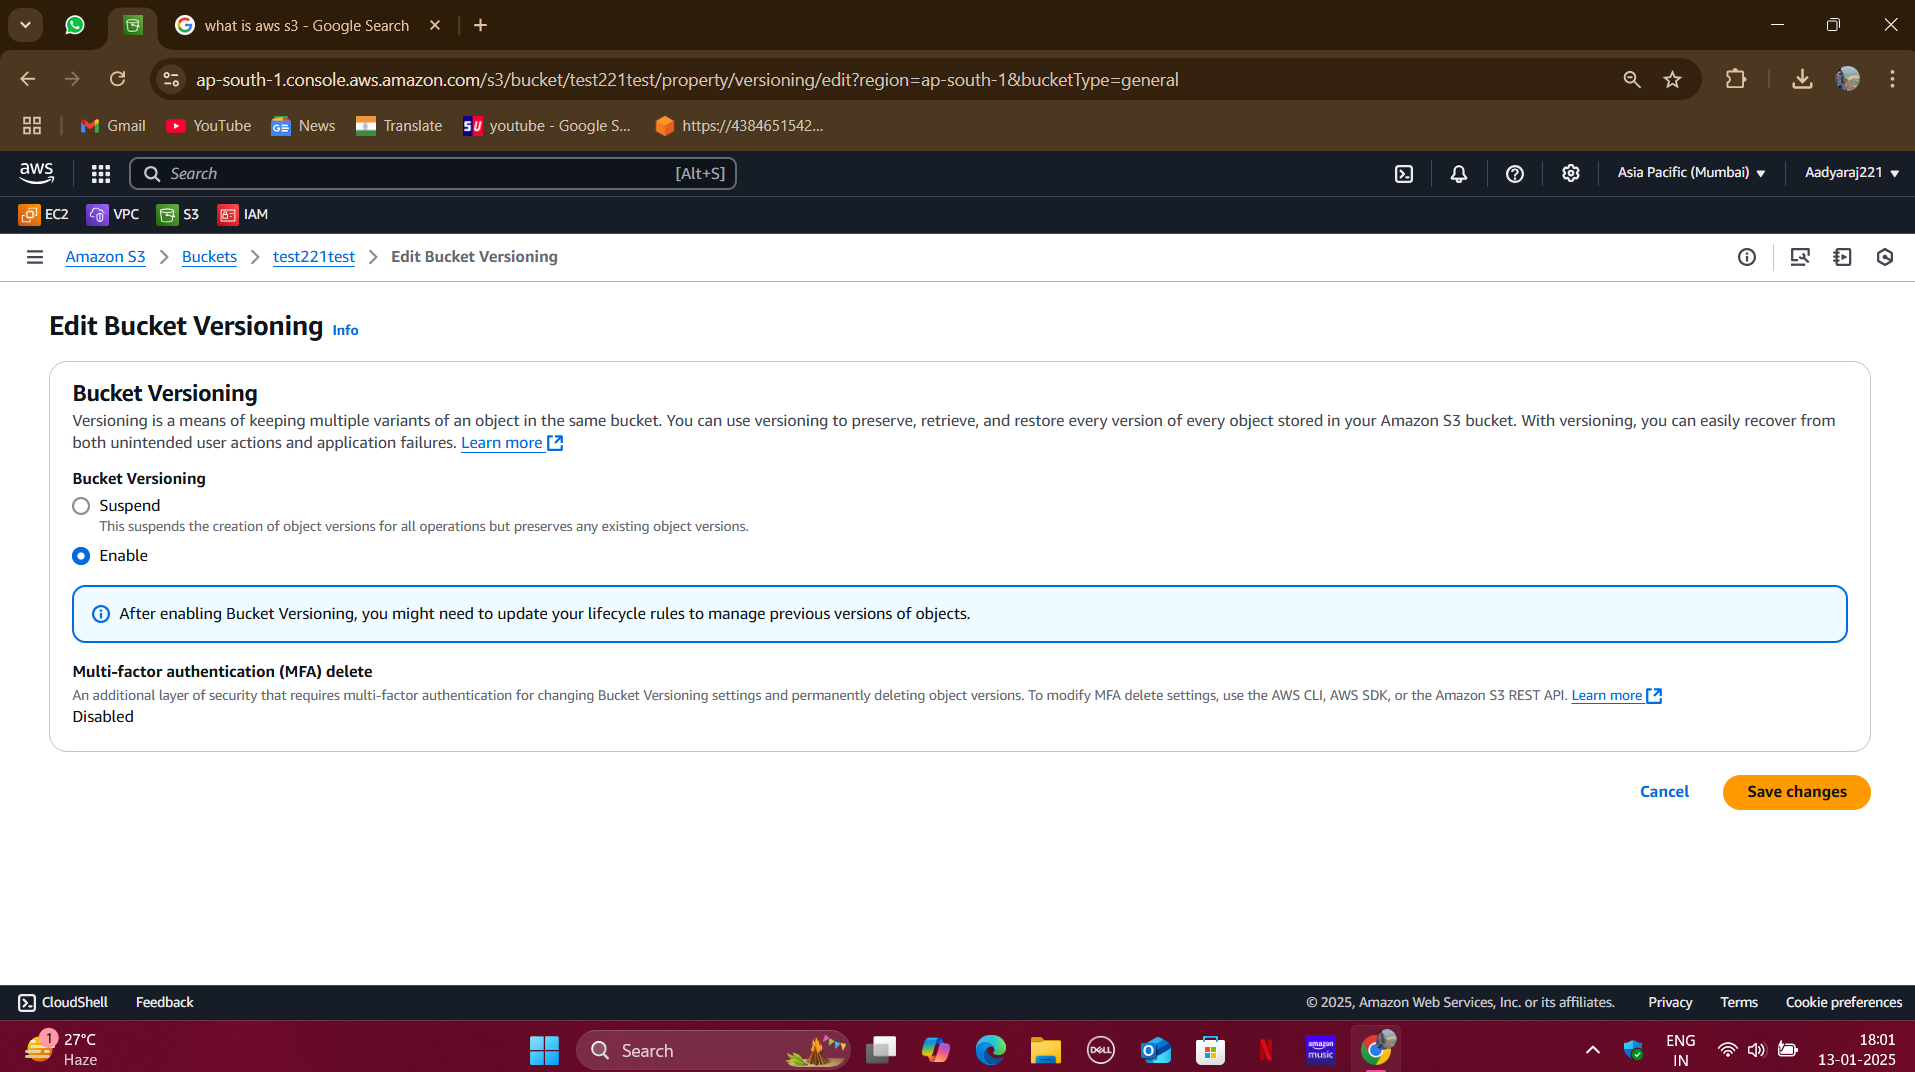 what is aws s3 - Google Search
ap-south-1.console.aws.amazon.com/s3/bucket/test221test/property/versioning/edit?region=ap-south-1&bucketType=general
Gmail
YouTube
News
Translate
SU
youtube - Google S...
https://4384651542...
aws
Search
[Alt+S]
Asia Pacific (Mumbai)
Aadyaraj221
EC2
VPC
S3
IAM
Amazon S3
Buckets
test221test
Edit Bucket Versioning
Edit Bucket Versioning Info
Bucket Versioning
Versioning is a means of keeping multiple variants of an object in the same bucket. You can use versioning to preserve, retrieve, and restore every version of every object stored in your Amazon S3 bucket. With versioning, you can easily recover from
both unintended user actions and application failures. Learn more
Bucket Versioning
Suspend
This suspends the creation of object versions for all operations but preserves any existing object versions.
Enable
After enabling Bucket Versioning, you might need to update your lifecycle rules to manage previous versions of objects.
Multi-factor authentication (MFA) delete
An additional layer of security that requires multi-factor authentication for changing Bucket Versioning settings and permanently deleting object versions. To modify MFA delete settings, use the AWS CLI, AWS SDK, or the Amazon S3 REST API. Learn more
Disabled
Cancel
Save changes
CloudShell
Feedback
© 2025, Amazon Web Services, Inc. or its affiliates.
Privacy
Terms
Cookie preferences
1
27°C
Haze
Search
DELL
amazon
music
ENG
IN
18:01
13-01-2025